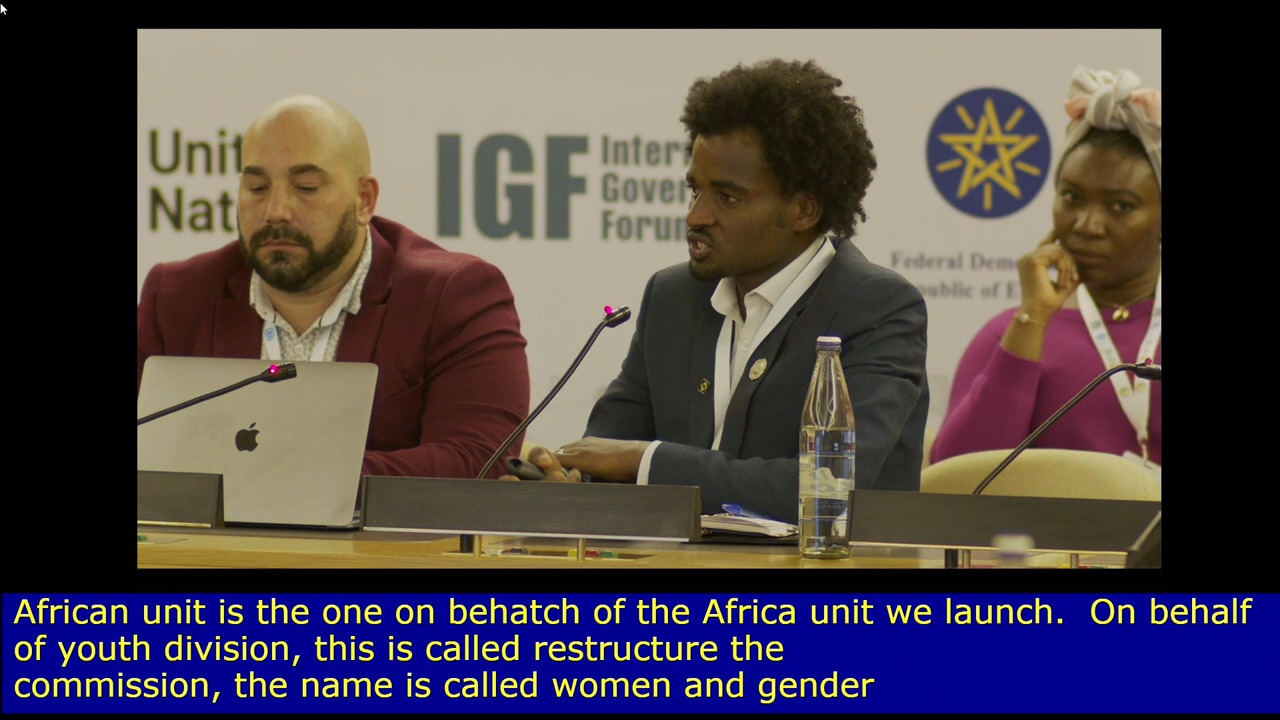 Unit
Nat
IGF
Inter
Gover
Forum
Federal Dem
public of E
African unit is the one on behatch of the Africa unit we launch.  On behalf
of youth division, this is called restructure the
commission, the name is called women and gender